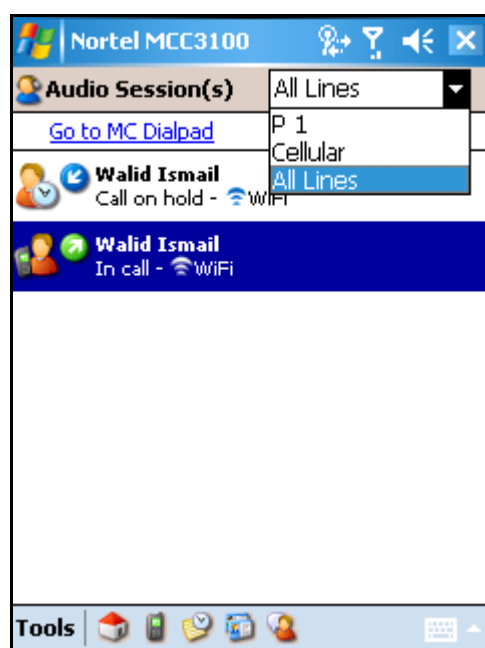 Nortel MCC3100
Audio Session(s) All Lines
Go to MC Dialpad
P 1
Cellular
All Lines
Walid Ismail
Call on hold - WiFi
Walid Ismail
In call - WiFi
Tools